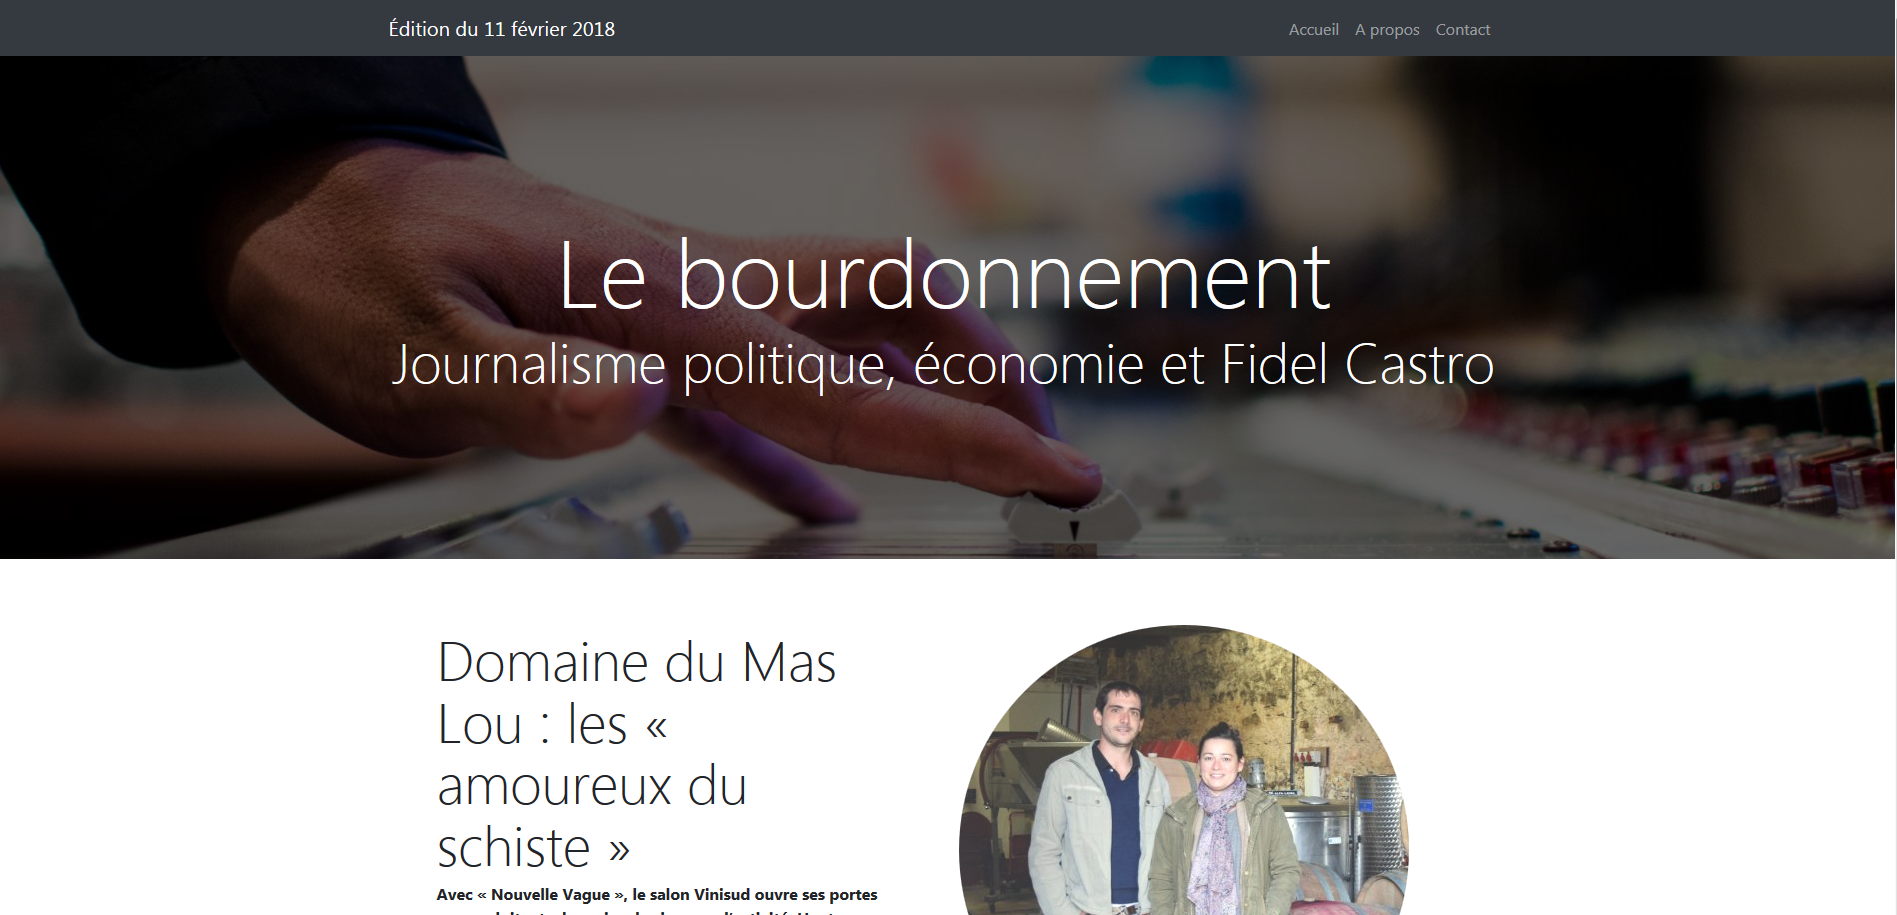 Édition du 11 février 2018
Accueil A propos Contact
Le bourdonnement
Journalisme politique, économie et Fidel Castro
Domaine du Mas
Lou : les «
amoureux du
schiste »
Avec « Nouvelle Vague », le salon Vinisud ouvre ses portes